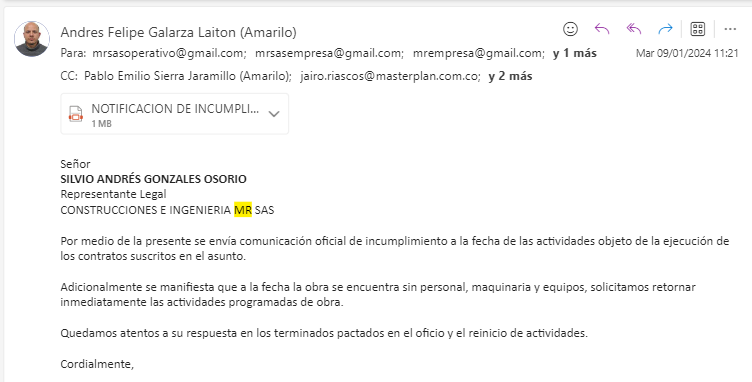 Andres Felipe Galarza Laiton (Amarilo)
Para: mrsasoperativo@gmail.com; mrsasempresa@gmail.com; mrempresa@gmail.com; y 1 más
Mar 09/01/2024 11:21
CC: Pablo Emilio Sierra Jaramillo (Amarilo); jairo.riascos@masterplan.com.co; y 2 más
NOTIFICACION DE INCUMPLI...
1 MB
Señor
SILVIO ANDRÉS GONZALES OSORIO
Representante Legal
CONSTRUCCIONES E INGENIERIA MR SAS
Por medio de la presente se envía comunicación oficial de incumplimiento a la fecha de las actividades objeto de la ejecución de
los contratos suscritos en el asunto.
Adicionalmente se manifiesta que a la fecha la obra se encuentra sin personal, maquinaria y equipos, solicitamos retornar
inmediatamente las actividades programadas de obra.
Quedamos atentos a su respuesta en los terminados pactados en el oficio y el reinicio de actividades.
Cordialmente,